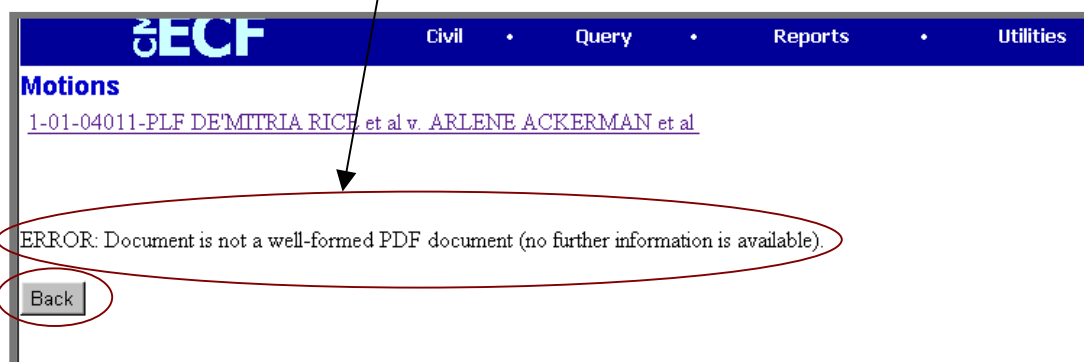 CM ECF Civil • Query • Reports • Utilities
Motions
1-01-04011-PLF DE'MITRIA RICE et al v. ARLENE ACKERMAN et al
ERROR: Document is not a well-formed PDF document (no further information is available).
Back